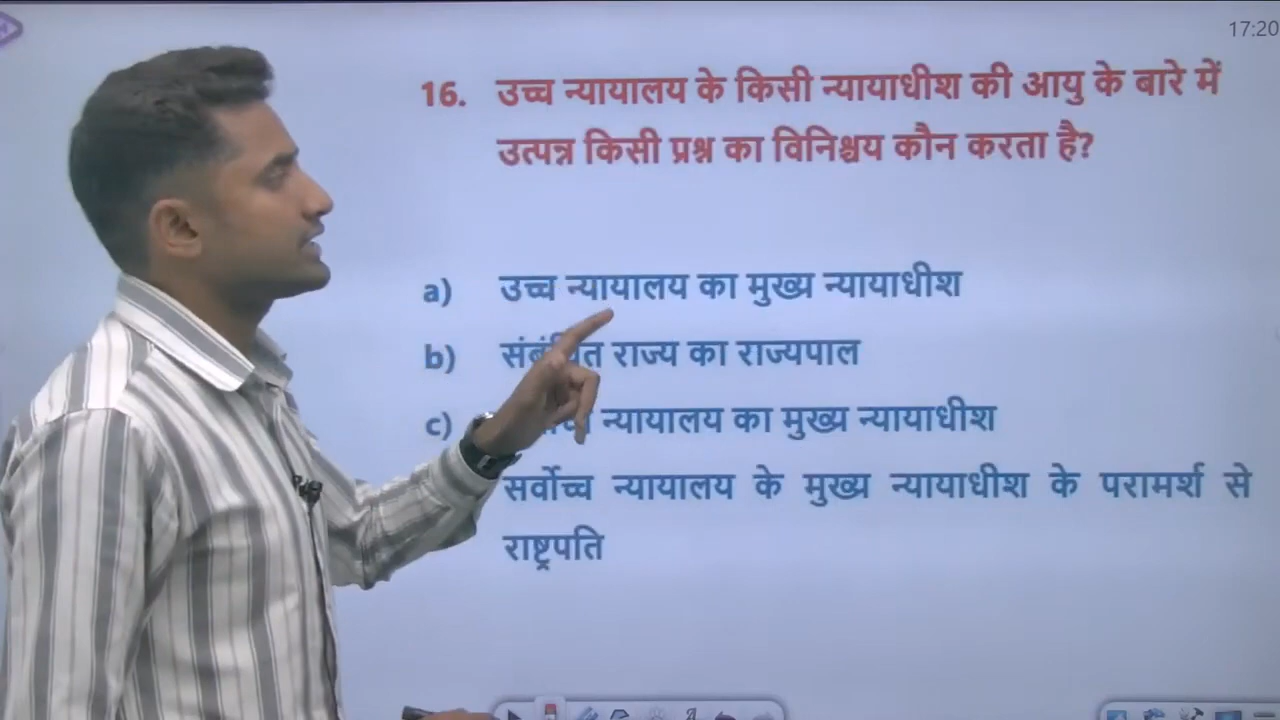 17:20
16. उच्च न्यायालय के किसी न्यायाधीश की आयु के बारे में
उत्पन्न किसी प्रश्न का विनिश्चय कौन करता है?
a) उच्च न्यायालय का मुख्य न्यायाधीश
b) राज्य का राज्यपाल
c) न्यायालय का मुख्य न्यायाधीश
सर्वोच्च न्यायालय के मुख्य न्यायाधीश के परामर्श से
राष्ट्रपति